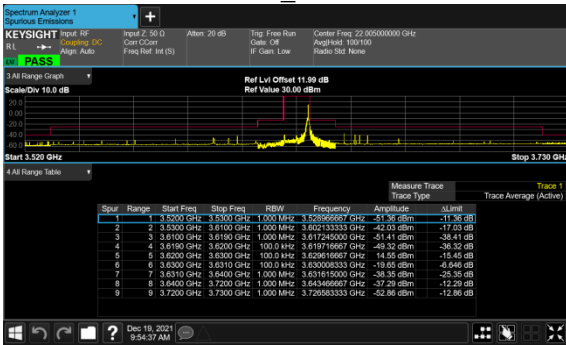 Spectrum Analyzer 1
Spurious Emissions
KEYSIGHT Input: RF Input Z: 50 Ω Atten: 20 dB Trig: Free Run Center Freq: 22.005000000 GHz
R L Coupling: DC Corr CCorr Gate: Off Avg|Hold: 100/100
Align: Auto Freq Ref: Int (S) IF Gain: Low Radio Std: None
LW PASS
3 All Range Graph
Ref Lvl Offset 11.99 dB
Scale/Div 10.0 dB Ref Value 30.00 dBm
20.0
0.00
-20.0
-40.0
-60.0
Start 3.520 GHz Stop 3.730 GHz
4 All Range Table
Measure Trace Trace 1
Trace Type Trace Average (Active)
Spur Range Start Freq Stop Freq RBW Frequency Amplitude ΔLimit
1 1 3.5200 GHz 3.5300 GHz 1.000 MHz 3.528966667 GHz -51.36 dBm -11.36 dB
2 2 3.5300 GHz 3.6100 GHz 1.000 MHz 3.602133333 GHz -42.03 dBm -17.03 dB
3 3 3.6100 GHz 3.6190 GHz 1.000 MHz 3.617245000 GHz -51.41 dBm -38.41 dB
4 4 3.6190 GHz 3.6200 GHz 100.0 kHz 3.619716667 GHz -49.32 dBm -36.32 dB
5 5 3.6200 GHz 3.6300 GHz 100.0 kHz 3.629616667 GHz 14.55 dBm -15.45 dB
6 6 3.6300 GHz 3.6310 GHz 100.0 kHz 3.630008333 GHz -19.65 dBm -6.646 dB
7 7 3.6310 GHz 3.6400 GHz 1.000 MHz 3.631615000 GHz -38.35 dBm -25.35 dB
8 8 3.6400 GHz 3.7200 GHz 1.000 MHz 3.643466667 GHz -37.29 dBm -12.29 dB
9 9 3.7200 GHz 3.7300 GHz 1.000 MHz 3.726583333 GHz -52.86 dBm -12.86 dB
Dec 19, 2021
9:54:37 AM